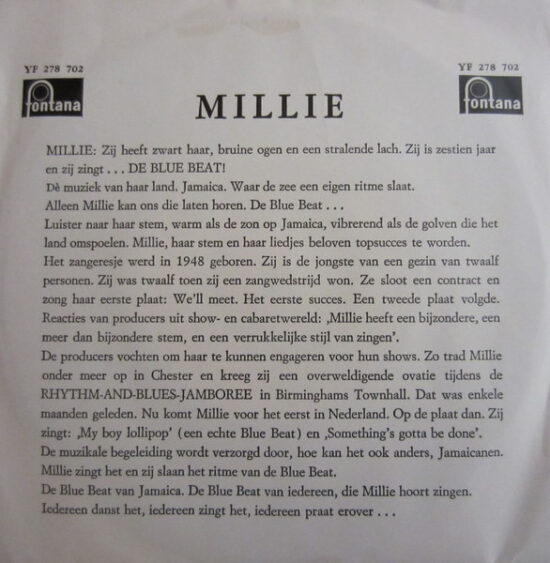 YF 278 702
fontana
YF 278 702
fontana
MILLIE
MILLIE: Zij heeft zwart haar, bruine ogen en een stralende lach. Zij is zestien jaar
en zij zingt . . . DE BLUE BEAT!
Dè muziek van haar land. Jamaica. Waar de zee een eigen ritme slaat.
Alleen Millie kan ons die laten horen. De Blue Beat . . .
Luister naar haar stem, warm als de zon op Jamaica, vibrerend als de golven die het
land omspoelen. Millie, haar stem en haar liedjes beloven topsucces te worden.
Het zangeresje werd in 1948 geboren. Zij is de jongste van een gezin van twaalf
personen. Zij was twaalf toen zij een zangwedstrijd won. Ze sloot een contract en
zong haar eerste plaat: We'll meet. Het eerste succes. Een tweede plaat volgde.
Reacties van producers uit show- en cabaretwereld: ‚Millie heeft een bijzondere, een
meer dan bijzondere stem, en een verrukkelijke stijl van zingen'.
De producers vochten om haar te kunnen engageren voor hun shows. Zo trad Millie
onder meer op in Chester en kreeg zij een overweldigende ovatie tijdens de
RHYTHM-AND-BLUES-JAMBOREE in Birminghams Townhall. Dat was enkele
maanden geleden. Nu komt Millie voor het eerst in Nederland. Op de plaat dan. Zij
zingt: ‚My boy lollipop' (een echte Blue Beat) en ‚Something's gotta be done'.
De muzikale begeleiding wordt verzorgd door, hoe kan het ook anders, Jamaicanen.
Millie zingt het en zij slaan het ritme van de Blue Beat.
De Blue Beat van Jamaica. De Blue Beat van iedereen, die Millie hoort zingen.
Iedereen danst het, iedereen zingt het, iedereen praat erover . . .